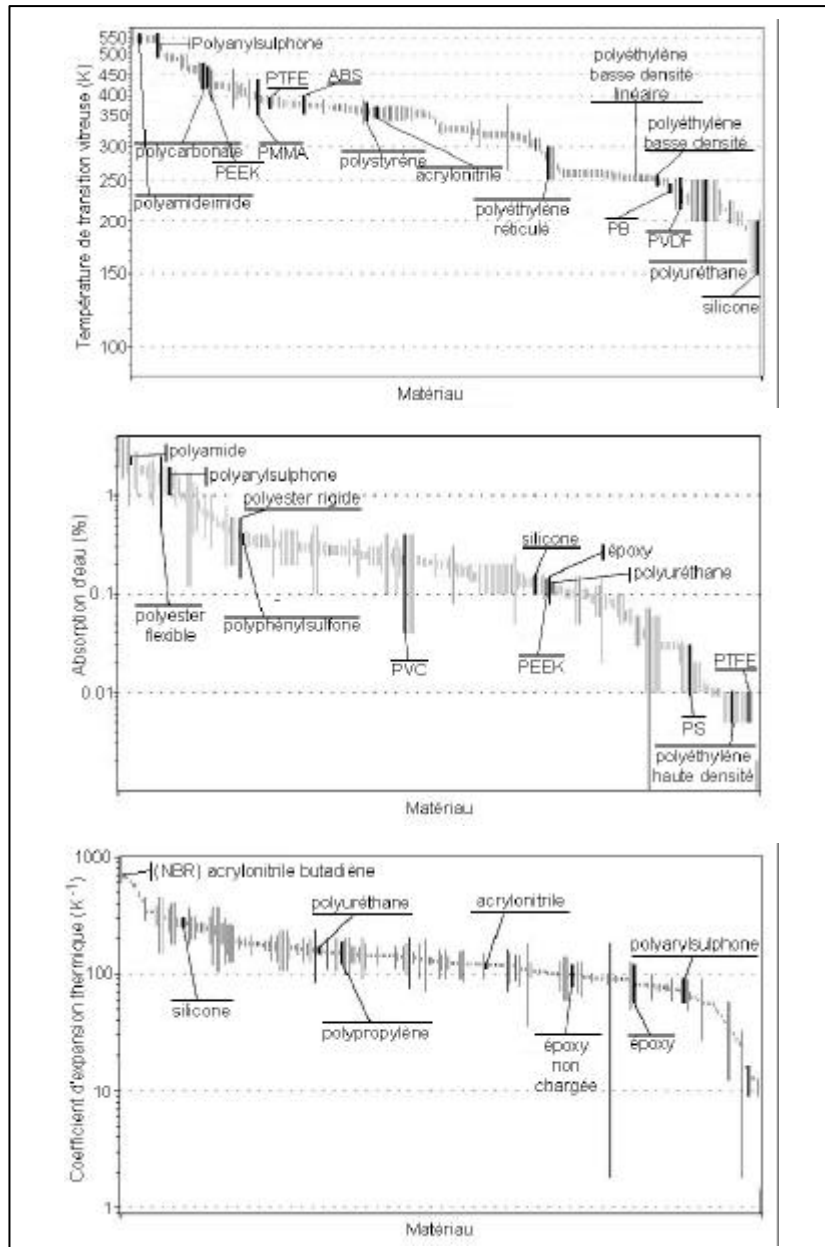 Température de transition vitreuse (K)
550
500
450
400
350
300
250
200
150
100
Polyanylsulphone
PTFE
ABS
polyéthylène
basse densité
linéaire
polyéthylène
basse densité
polycarbonate
PEEK
PMMA
polystyrène
acrylonitrile
polyamideimide
polyéthylène
réticulé
PB
PVDF
polyuréthane
silicone
Matériau
Absorption d'eau (%)
1
0.1
0.01
polyamide
polyarylsulphone
polyester rigide
silicone
époxy
polyuréthane
polyester
flexible
polyphénylsulfone
PVC
PEEK
PTFE
PS
polyéthylène
haute densité
Matériau
Coefficient d'expansion thermique (K⁻¹)
1000
100
10
1
(NBR) acrylonitrile butadiène
polyuréthane
acrylonitrile
polyarylsulphone
silicone
polypropylène
époxy
non
chargée
époxy
Matériau